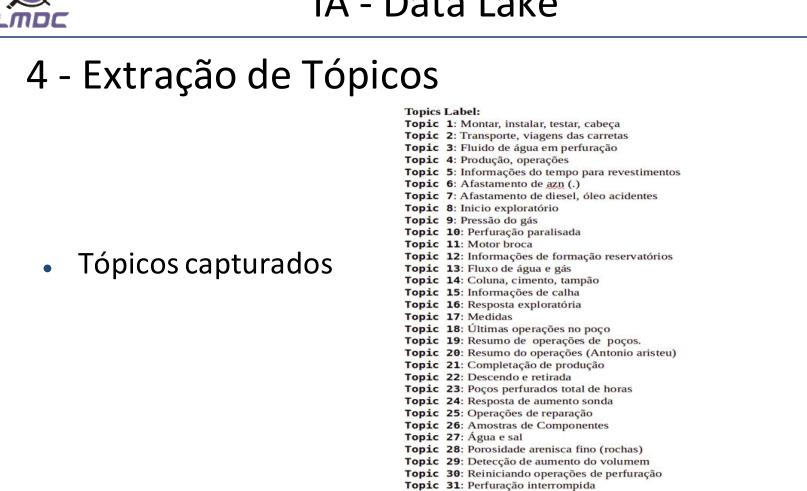 LMDC
IA - Data Lake
4 - Extração de Tópicos
Topics Label:
Topic 1: Montar, instalar, testar, cabeça
Topic 2: Transporte, viagens das carretas
Topic 3: Fluido de água em perfuração
Topic 4: Produção, operações
Topic 5: Informações do tempo para revestimentos
Topic 6: Afastamento de azn (.)
Topic 7: Afastamento de diesel, óleo acidentes
Topic 8: Inicio exploratório
Topic 9: Pressão do gás
Topic 10: Perfuração paralisada
Topic 11: Motor broca
Topic 12: Informações de formação reservatórios
Topic 13: Fluxo de água e gás
Topic 14: Coluna, cimento, tampão
Topic 15: Informações de calha
Topic 16: Resposta exploratória
Topic 17: Medidas
Topic 18: Últimas operações no poço
Topic 19: Resumo de operações de poços.
Topic 20: Resumo do operações (Antonio aristeu)
Topic 21: Completação de produção
Topic 22: Descendo e retirada
Topic 23: Poços perfurados total de horas
Topic 24: Resposta de aumento sonda
Topic 25: Operações de reparação
Topic 26: Amostras de Componentes
Topic 27: Água e sal
Topic 28: Porosidade arenisca fino (rochas)
Topic 29: Detecção de aumento do volumem
Topic 30: Reiniciando operações de perfuração
Topic 31: Perfuração interrompida
• Tópicos capturados